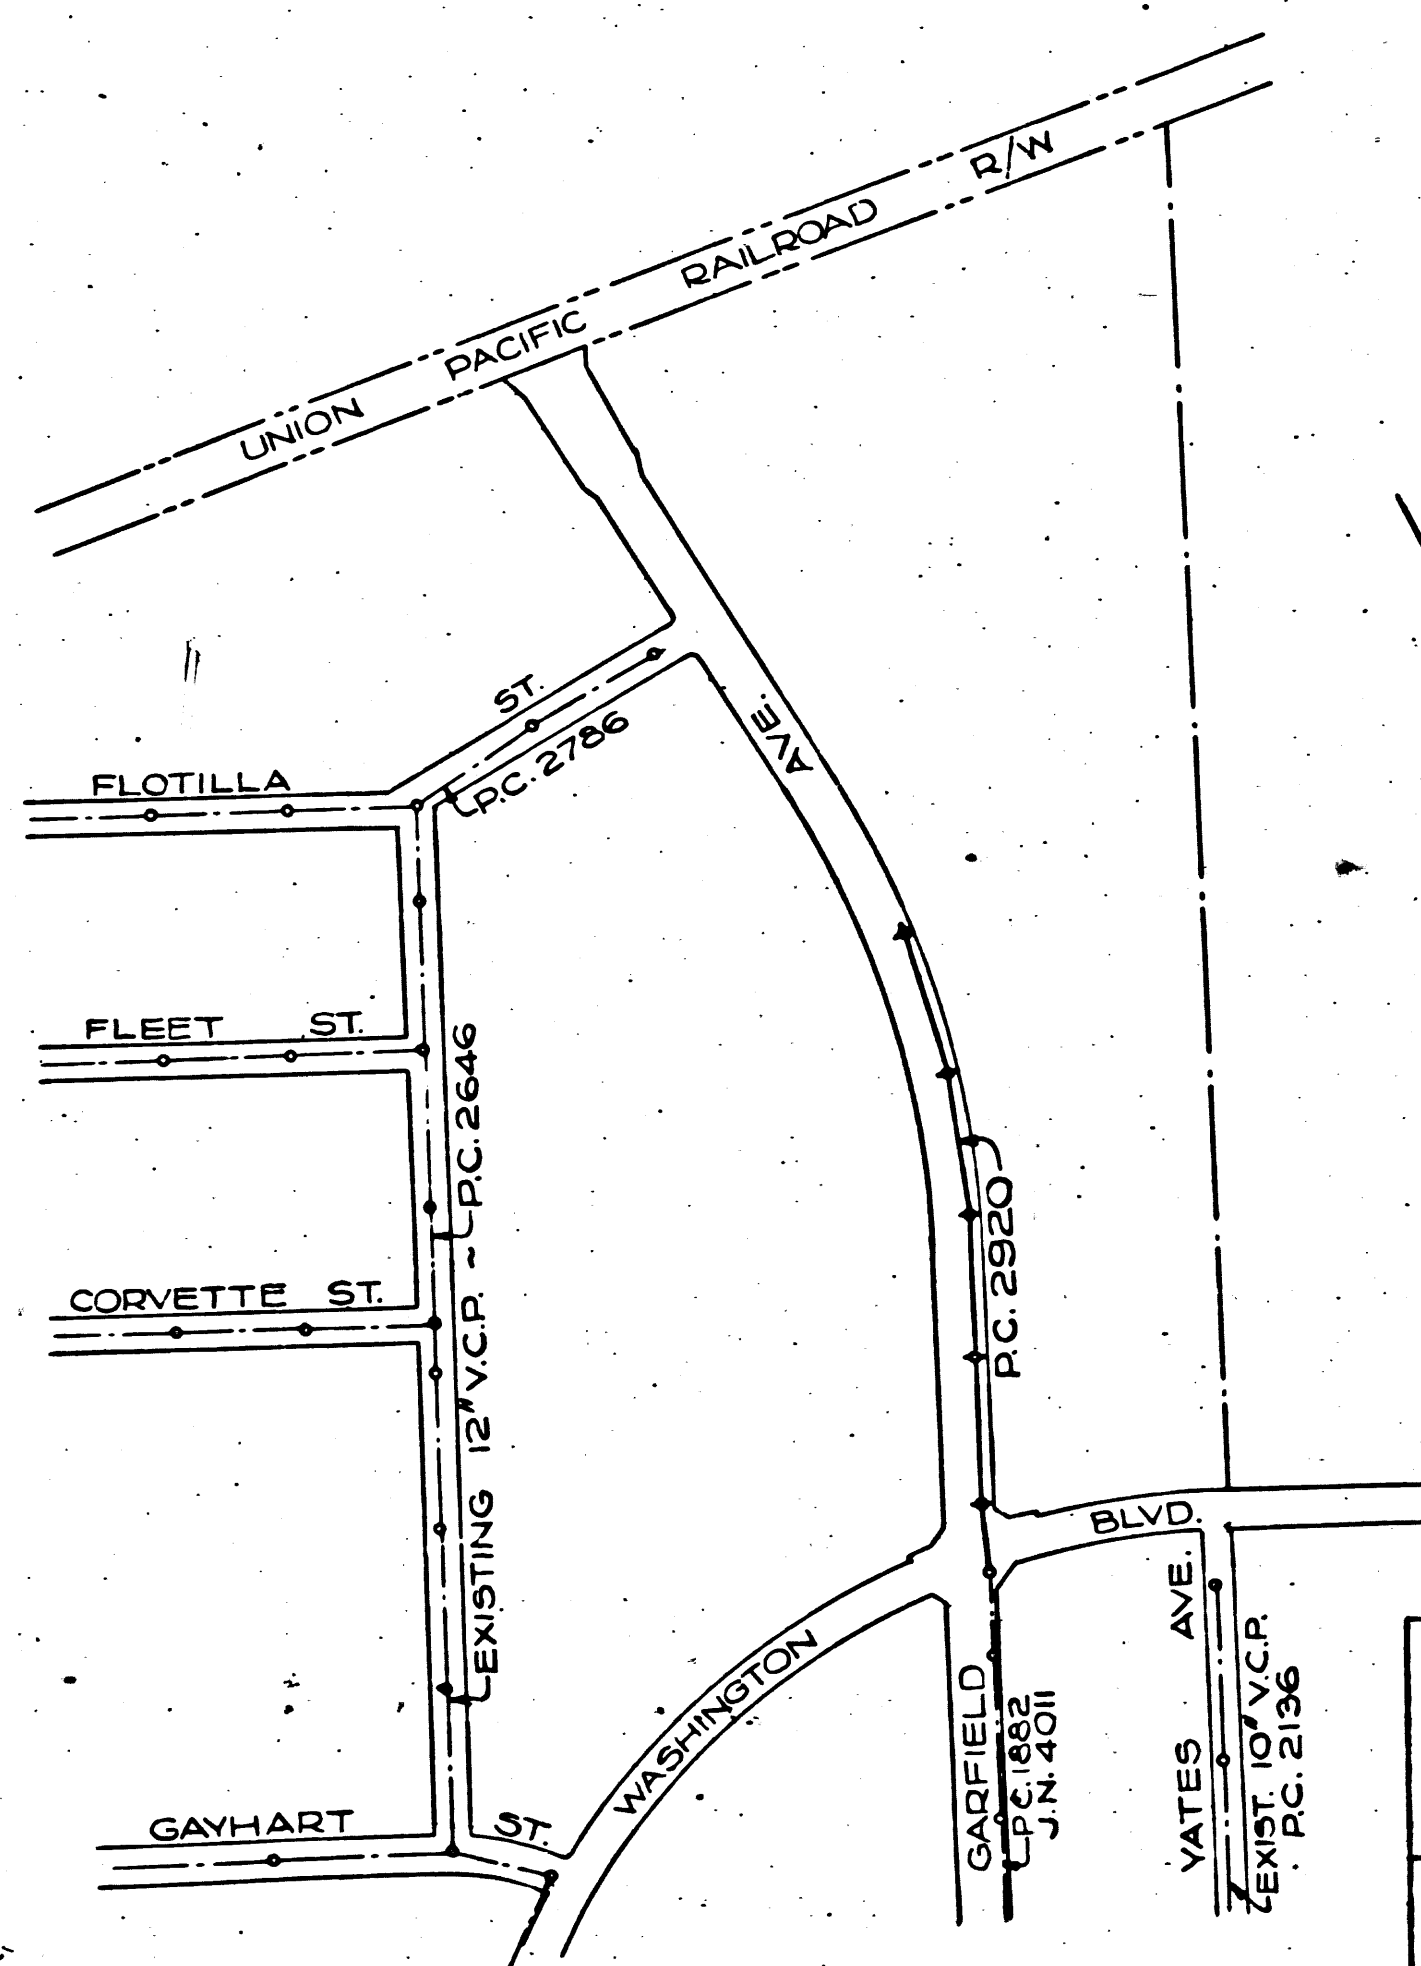 UNION PACIFIC RAILROAD R/W
FLOTILLA ST.
P.C. 2786
AVE.
FLEET ST.
EXISTING 12" V.C.P. ~ P.C. 2646
CORVETTE ST.
P.C. 2920
WASHINGTON BLVD.
GARFIELD
P.C. 1882
J.N. 4011
YATES AVE.
EXIST. 10" V.C.P.
P.C. 2136
GAYHART ST.